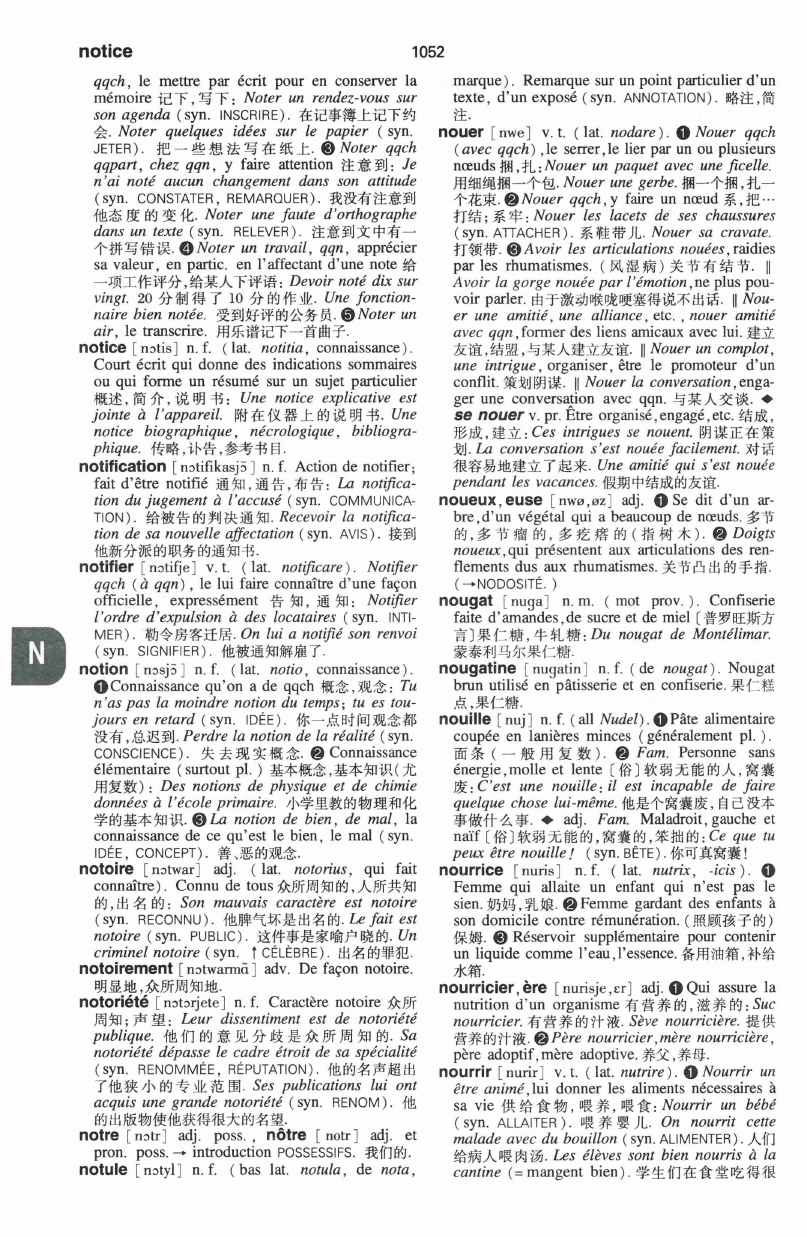 notice
1052
qqch, le mettre par écrit pour en conserver la
mémoire 记下,写下: Noter un rendez-vous sur
son agenda (syn. INSCRIRE). 在记事簿上记下约
会. Noter quelques idées sur le papier (syn.
JETER). 把一些想法写在纸上. ❸ Noter qqch
qqpart, chez qqn, y faire attention 注意到: Je
n'ai noté aucun changement dans son attitude
(syn. CONSTATER, REMARQUER). 我没有注意到
他态度的变化. Noter une faute d'orthographe
dans un texte (syn. RELEVER). 注意到文中有一
个拼写错误. ❹ Noter un travail, qqn, apprécier
sa valeur, en partic. en l'affectant d'une note 给
一项工作评分,给某人下评语: Devoir noté dix sur
vingt. 20 分制得了 10 分的作业. Une fonction-
naire bien notée. 受到好评的公务员. ❺ Noter un
air, le transcrire. 用乐谱记下一首曲子.
notice [nɔtis] n. f. (lat. notitia, connaissance).
Court écrit qui donne des indications sommaires
ou qui forme un résumé sur un sujet particulier
概述,简介,说明书: Une notice explicative est
jointe à l'appareil. 附在仪器上的说明书. Une
notice biographique, nécrologique, bibliogra-
phique. 传略,讣告,参考书目.
notification [nɔtifikasjɔ̃] n. f. Action de notifier;
fait d'être notifié 通知,通告,布告: La notifica-
tion du jugement à l'accusé (syn. COMMUNICA-
TION). 给被告的判决通知. Recevoir la notifica-
tion de sa nouvelle affectation (syn. AVIS). 接到
他新分派的职务的通知书.
notifier [nɔtifje] v. t. (lat. notificare). Notifier
qqch (à qqn), le lui faire connaître d'une façon
officielle, expressément 告知,通知: Notifier
l'ordre d'expulsion à des locataires (syn. INTI-
MER). 勒令房客迁居. On lui a notifié son renvoi
(syn. SIGNIFIER). 他被通知解雇了.
notion [nɔsjɔ̃] n. f. (lat. notio, connaissance).
❶ Connaissance qu'on a de qqch 概念,观念: Tu
n'as pas la moindre notion du temps; tu es tou-
jours en retard (syn. IDÉE). 你一点时间观念都
没有,总迟到. Perdre la notion de la réalité (syn.
CONSCIENCE). 失去现实概念. ❷ Connaissance
élémentaire (surtout pl.) 基本概念,基本知识(尤
用复数): Des notions de physique et de chimie
données à l'école primaire. 小学里教的物理和化
学的基本知识. ❸ La notion de bien, de mal, la
connaissance de ce qu'est le bien, le mal (syn.
IDÉE, CONCEPT). 善、恶的观念.
notoire [nɔtwar] adj. (lat. notorius, qui fait
connaître). Connu de tous 众所周知的,人所共知
的,出名的: Son mauvais caractère est notoire
(syn. RECONNU). 他脾气坏是出名的. Le fait est
notoire (syn. PUBLIC). 这件事是家喻户晓的. Un
criminel notoire (syn. ↑ CÉLÈBRE). 出名的罪犯.
notoirement [nɔtwarmɑ̃] adv. De façon notoire.
明显地,众所周知地.
notoriété [nɔtɔrjete] n. f. Caractère notoire 众所
周知;声望: Leur dissentiment est de notoriété
publique. 他们的意见分歧是众所周知的. Sa
notoriété dépasse le cadre étroit de sa spécialité
(syn. RENOMMÉE, RÉPUTATION). 他的名声超出
了他狭小的专业范围. Ses publications lui ont
acquis une grande notoriété (syn. RENOM). 他
的出版物使他获得很大的名望.
notre [nɔtr] adj. poss., nôtre [notr] adj. et
pron. poss. → introduction POSSESSIFS. 我们的.
notule [nɔtyl] n. f. (bas lat. notula, de nota,
marque). Remarque sur un point particulier d'un
texte, d'un exposé (syn. ANNOTATION). 略注,简
注.
nouer [nwe] v. t. (lat. nodare). ❶ Nouer qqch
(avec qqch), le serrer, le lier par un ou plusieurs
nœuds 捆,扎: Nouer un paquet avec une ficelle.
用细绳捆一个包. Nouer une gerbe. 捆一个捆,扎一
个花束. ❷ Nouer qqch, y faire un nœud 系,把…
打结;系牢: Nouer les lacets de ses chaussures
(syn. ATTACHER). 系鞋带儿. Nouer sa cravate.
打领带. ❸ Avoir les articulations nouées, raidies
par les rhumatismes. (风湿病)关节有结节. ‖
Avoir la gorge nouée par l'émotion, ne plus pou-
voir parler. 由于激动喉咙哽塞得说不出话. ‖ Nou-
er une amitié, une alliance, etc., nouer amitié
avec qqn, former des liens amicaux avec lui. 建立
友谊,结盟,与某人建立友谊. ‖ Nouer un complot,
une intrigue, organiser, être le promoteur d'un
conflit. 策划阴谋. ‖ Nouer la conversation, enga-
ger une conversation avec qqn. 与某人交谈. ◆
se nouer v. pr. Être organisé, engagé, etc. 结成,
形成,建立: Ces intrigues se nouent. 阴谋正在策
划. La conversation s'est nouée facilement. 对话
很容易地建立了起来. Une amitié qui s'est nouée
pendant les vacances. 假期中结成的友谊.
noueux, euse [nwø, øz] adj. ❶ Se dit d'un ar-
bre, d'un végétal qui a beaucoup de nœuds. 多节
的,多节瘤的,多疙瘩的(指树木). ❷ Doigts
noueux, qui présentent aux articulations des ren-
flements dus aux rhumatismes. 关节凸出的手指.
(→NODOSITÉ.)
nougat [nuga] n. m. (mot prov.). Confiserie
faite d'amandes, de sucre et de miel [普罗旺斯方
言]果仁糖,牛轧糖: Du nougat de Montélimar.
蒙泰利马尔果仁糖.
nougatine [nugatin] n. f. (de nougat). Nougat
brun utilisé en pâtisserie et en confiserie. 果仁糕
点,果仁糖.
nouille [nuj] n. f. (all Nudel). ❶ Pâte alimentaire
coupée en lanières minces (généralement pl.).
面条(一般用复数). ❷ Fam. Personne sans
énergie, molle et lente [俗]软弱无能的人,窝囊
废: C'est une nouille: il est incapable de faire
quelque chose lui-même. 他是个窝囊废,自己没本
事做什么事. ◆ adj. Fam. Maladroit, gauche et
naïf [俗]软弱无能的,窝囊的,笨拙的: Ce que tu
peux être nouille! (syn. BÊTE). 你可真窝囊!
nourrice [nuris] n. f. (lat. nutrix, -icis). ❶
Femme qui allaite un enfant qui n'est pas le
sien. 奶妈,乳娘. ❷ Femme gardant des enfants à
son domicile contre rémunération. (照顾孩子的)
保姆. ❸ Réservoir supplémentaire pour contenir
un liquide comme l'eau, l'essence. 备用油箱,补给
水箱.
nourricier, ère [nurisje, ɛr] adj. ❶ Qui assure la
nutrition d'un organisme 有营养的,滋养的: Suc
nourricier. 有营养的汁液. Sève nourricière. 提供
营养的汁液. ❷ Père nourricier, mère nourricière,
père adoptif, mère adoptive. 养父,养母.
nourrir [nurir] v. t. (lat. nutrire). ❶ Nourrir un
être animé, lui donner les aliments nécessaires à
sa vie 供给食物,喂养,喂食: Nourrir un bébé
(syn. ALLAITER). 喂养婴儿. On nourrit cette
malade avec du bouillon (syn. ALIMENTER). 人们
给病人喂肉汤. Les élèves sont bien nourris à la
cantine (= mangent bien). 学生们在食堂吃得很
N